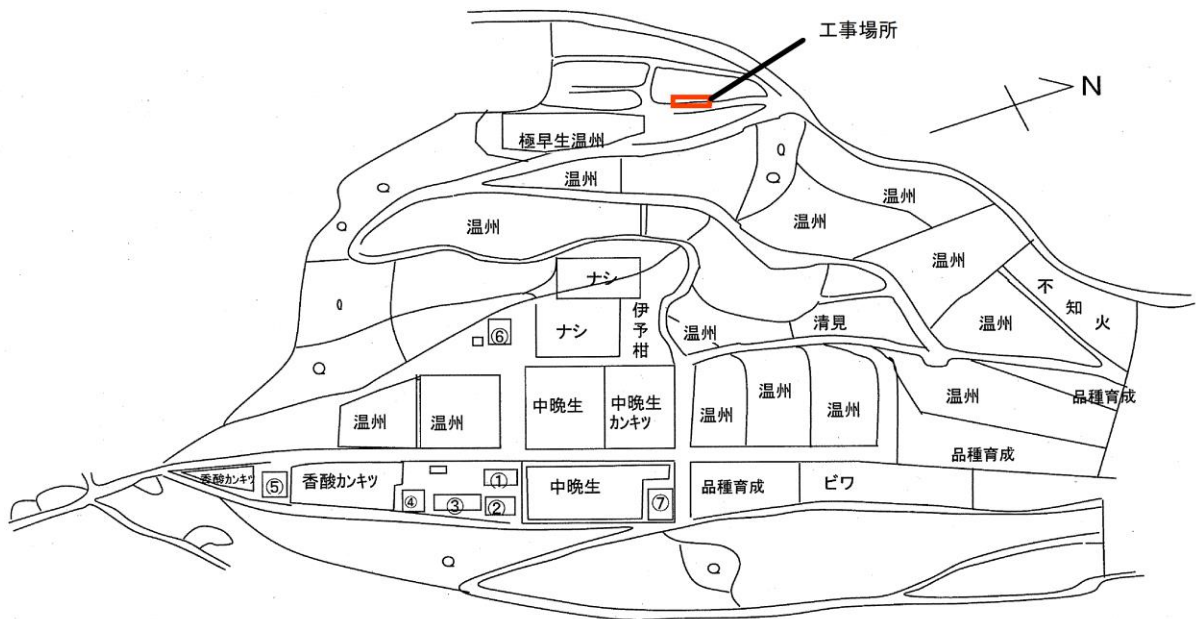 工事場所
N
極早生温州
温州
温州
温州
温州
温州
ナシ
ナシ
伊予柑
温州
清見
温州
不知火
⑥
温州
温州
中晩生
中晩生
カンキツ
温州
温州
温州
温州
品種育成
品種育成
香酸カンキツ
⑤
香酸カンキツ
④
③
①
②
中晩生
⑦
品種育成
ビワ